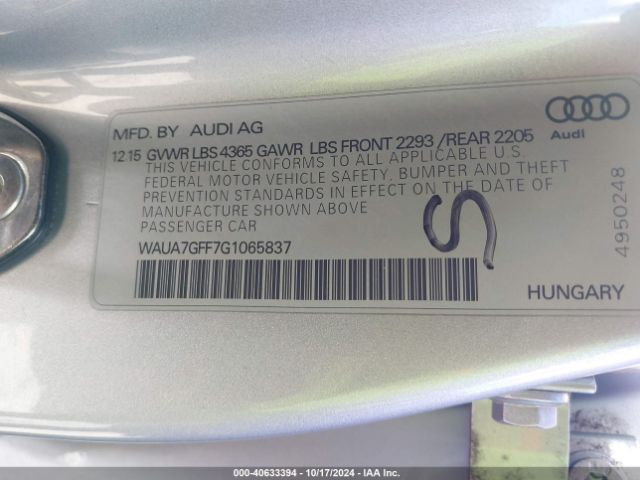 MFD. BY AUDI AG
12 15 GVWR LBS 4365 GAWR LBS FRONT 2293 /REAR 2205
THIS VEHICLE CONFORMS TO ALL APPLICABLE U.S.
FEDERAL MOTOR VEHICLE SAFETY, BUMPER AND THEFT
PREVENTION STANDARDS IN EFFECT ON THE DATE OF
MANUFACTURE SHOWN ABOVE
PASSENGER CAR
WAUA7GFF7G1065837
Audi
4950248
HUNGARY
S
000-40633394 - 10/17/2024 - IAA Inc.